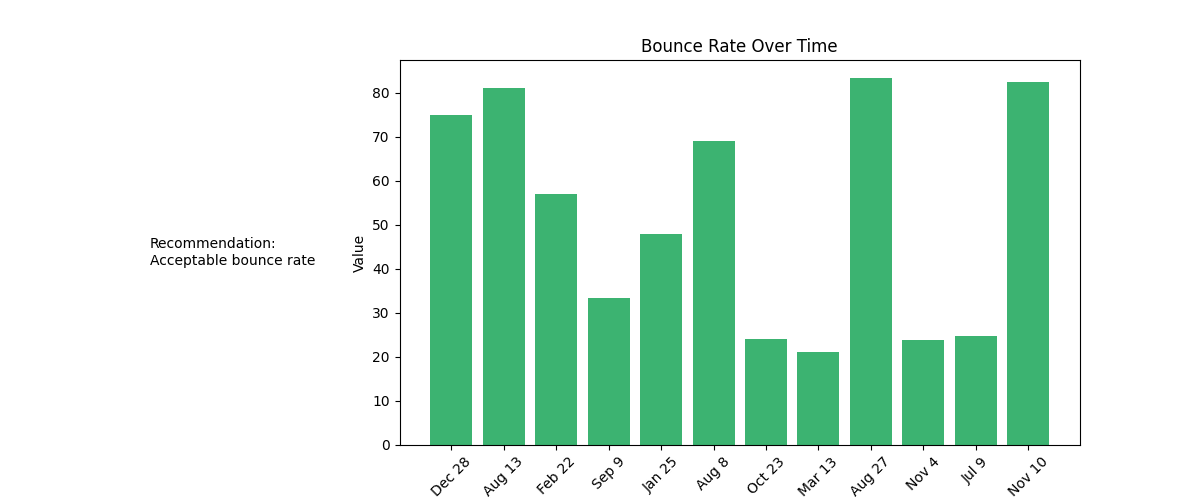 Bounce Rate Over Time
Recommendation:
Acceptable bounce rate
Value
80
70
60
50
40
30
20
10
0
Dec 28
Aug 13
Feb 22
Sep 9
Jan 25
Aug 8
Oct 23
Mar 13
Aug 27
Nov 4
Jul 9
Nov 10